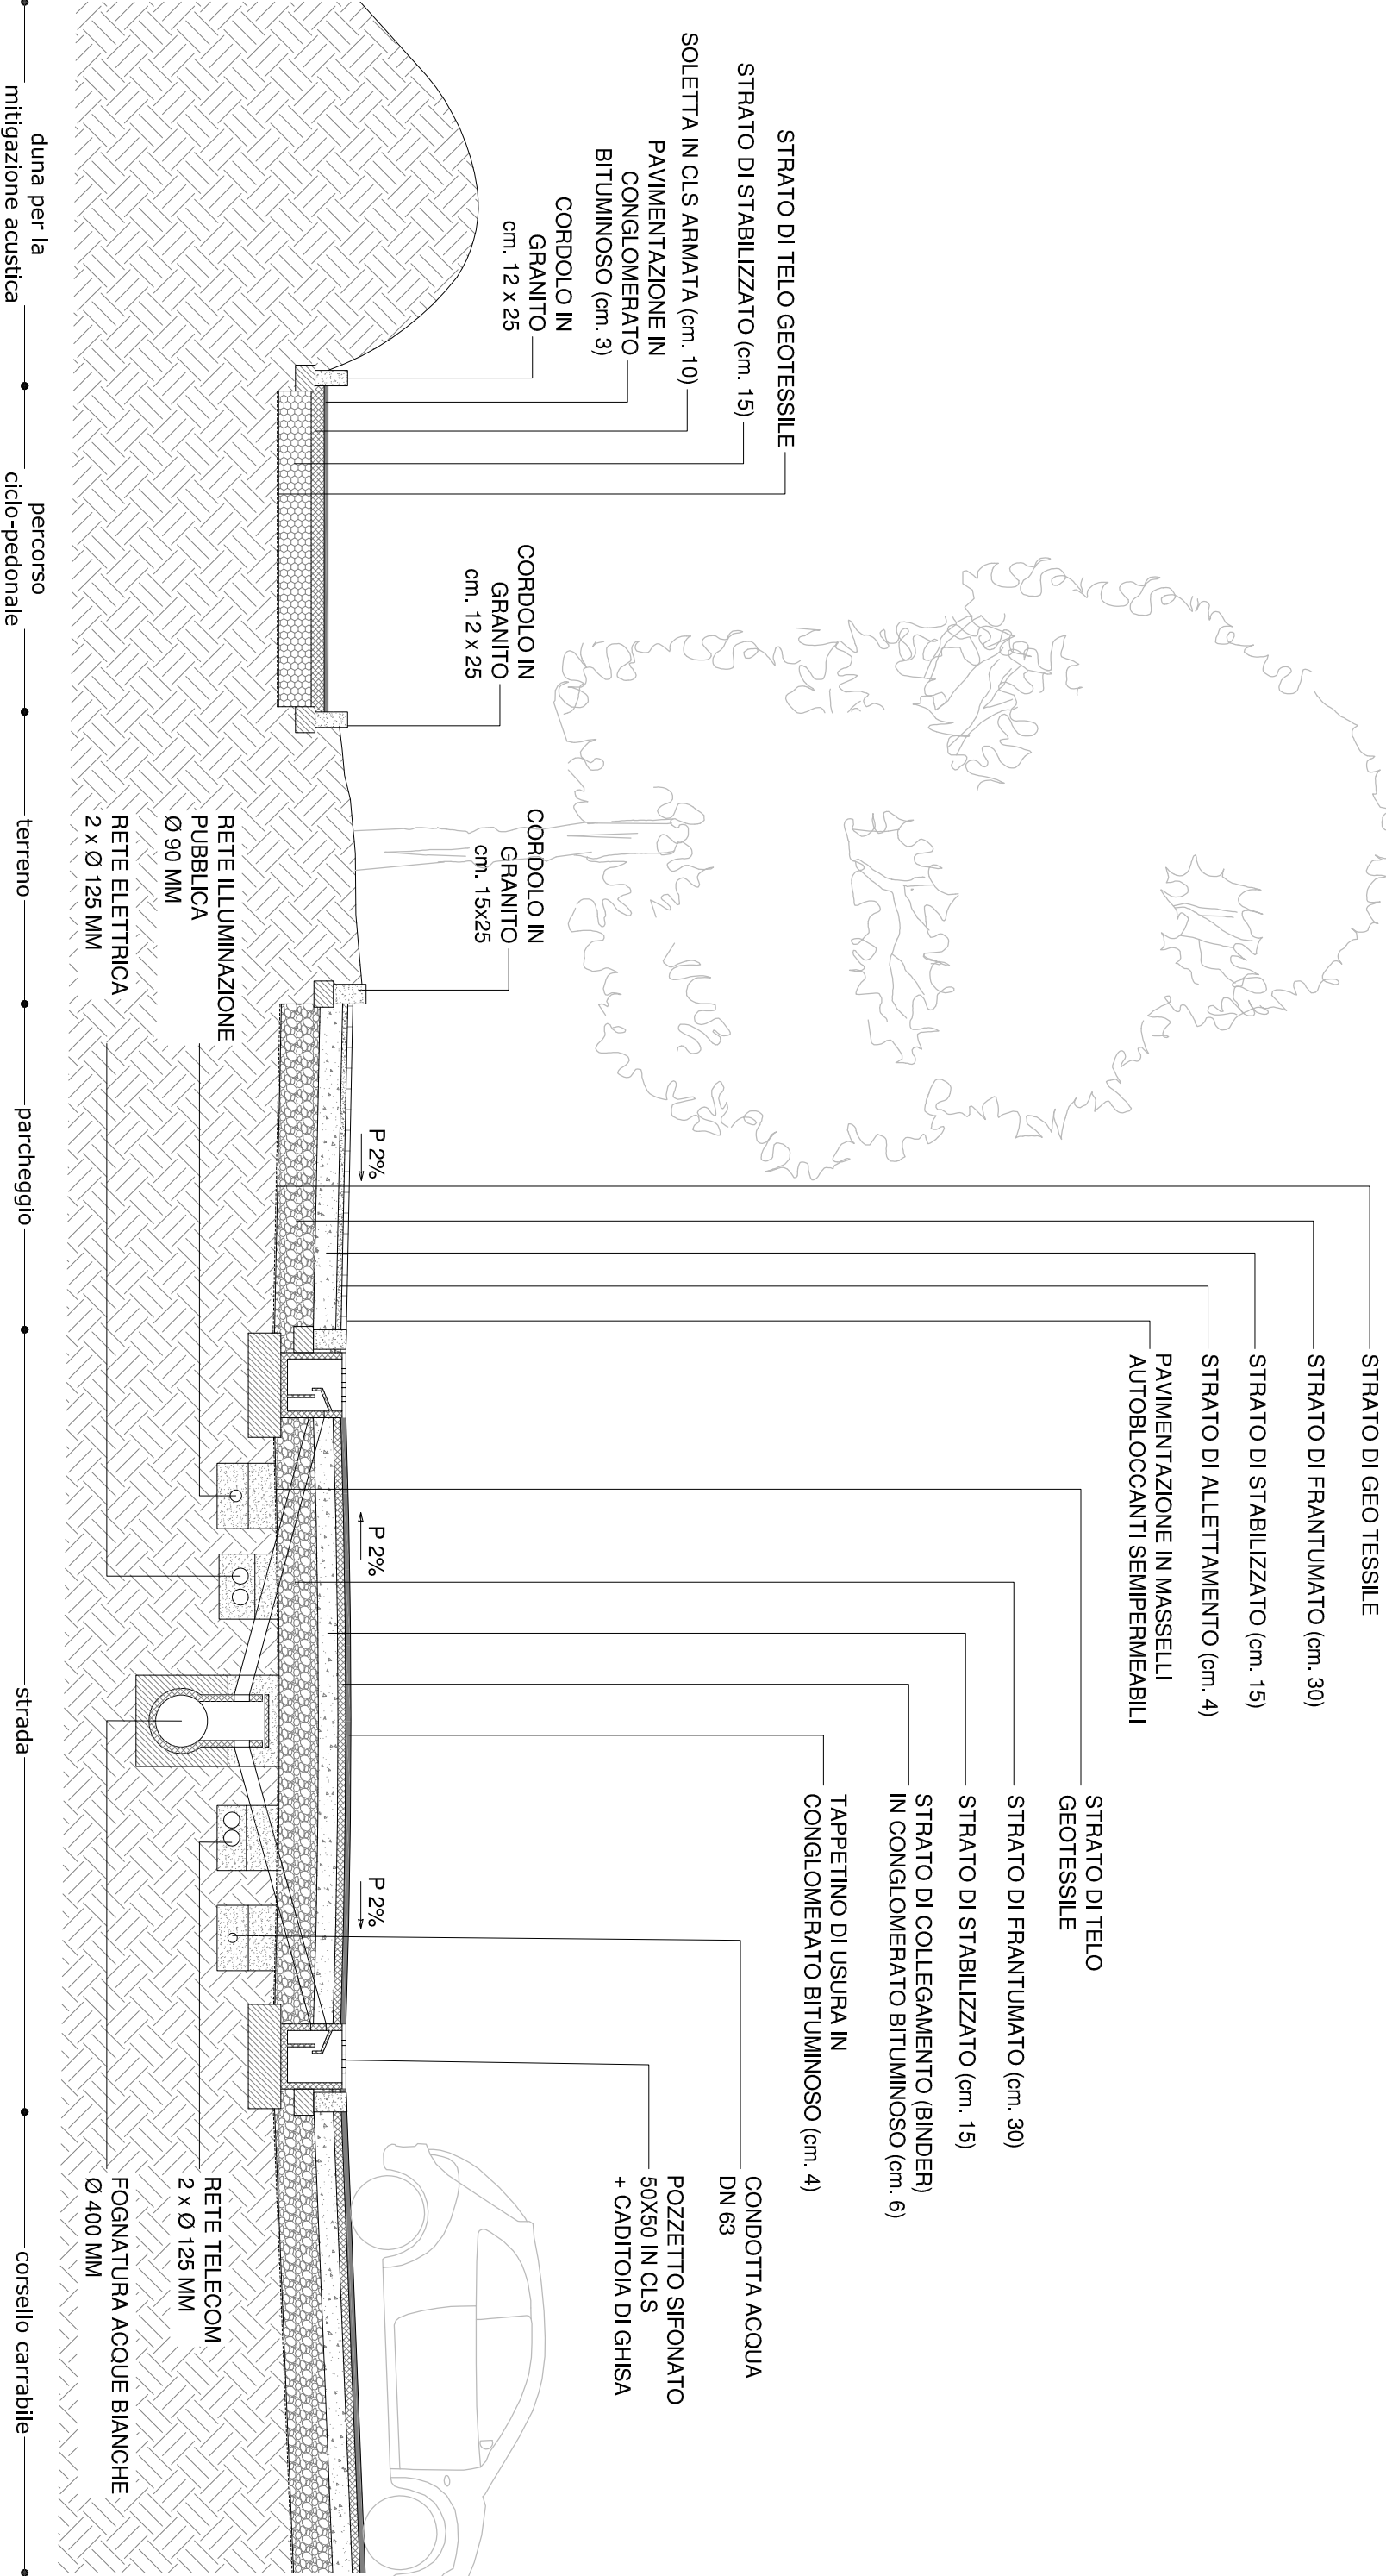 STRATO DI GEO TESSILE
STRATO DI FRANTUMATO (cm. 30)
STRATO DI STABILIZZATO (cm. 15)
STRATO DI ALLETTAMENTO (cm. 4)
PAVIMENTAZIONE IN MASSELLI
AUTOBLOCCANTI SEMIPERMEABILI
STRATO DI TELO
GEOTESSILE
STRATO DI FRANTUMATO (cm. 30)
STRATO DI STABILIZZATO (cm. 15)
STRATO DI COLLEGAMENTO (BINDER)
IN CONGLOMERATO BITUMINOSO (cm. 6)
TAPPETINO DI USURA IN
CONGLOMERATO BITUMINOSO (cm. 4)
STRATO DI TELO GEOTESSILE
STRATO DI STABILIZZATO (cm. 15)
SOLETTA IN CLS ARMATA (cm. 10)
PAVIMENTAZIONE IN
CONGLOMERATO
BITUMINOSO (cm. 3)
CORDOLO IN
GRANITO
cm. 12 x 25
CORDOLO IN
GRANITO
cm. 12 x 25
CORDOLO IN
GRANITO
cm. 15x25
CONDOTTA ACQUA
DN 63
POZZETTO SIFONATO
50X50 IN CLS
+ CADITOIA DI GHISA
P 2%
P 2%
P 2%
RETE ILLUMINAZIONE
PUBBLICA
Ø 90 MM
RETE ELETTRICA
2 x Ø 125 MM
RETE TELECOM
2 x Ø 125 MM
FOGNATURA ACQUE BIANCHE
Ø 400 MM
duna per la
mitigazione acustica
percorso
ciclo-pedonale
terreno
parcheggio
strada
corsello carrabile